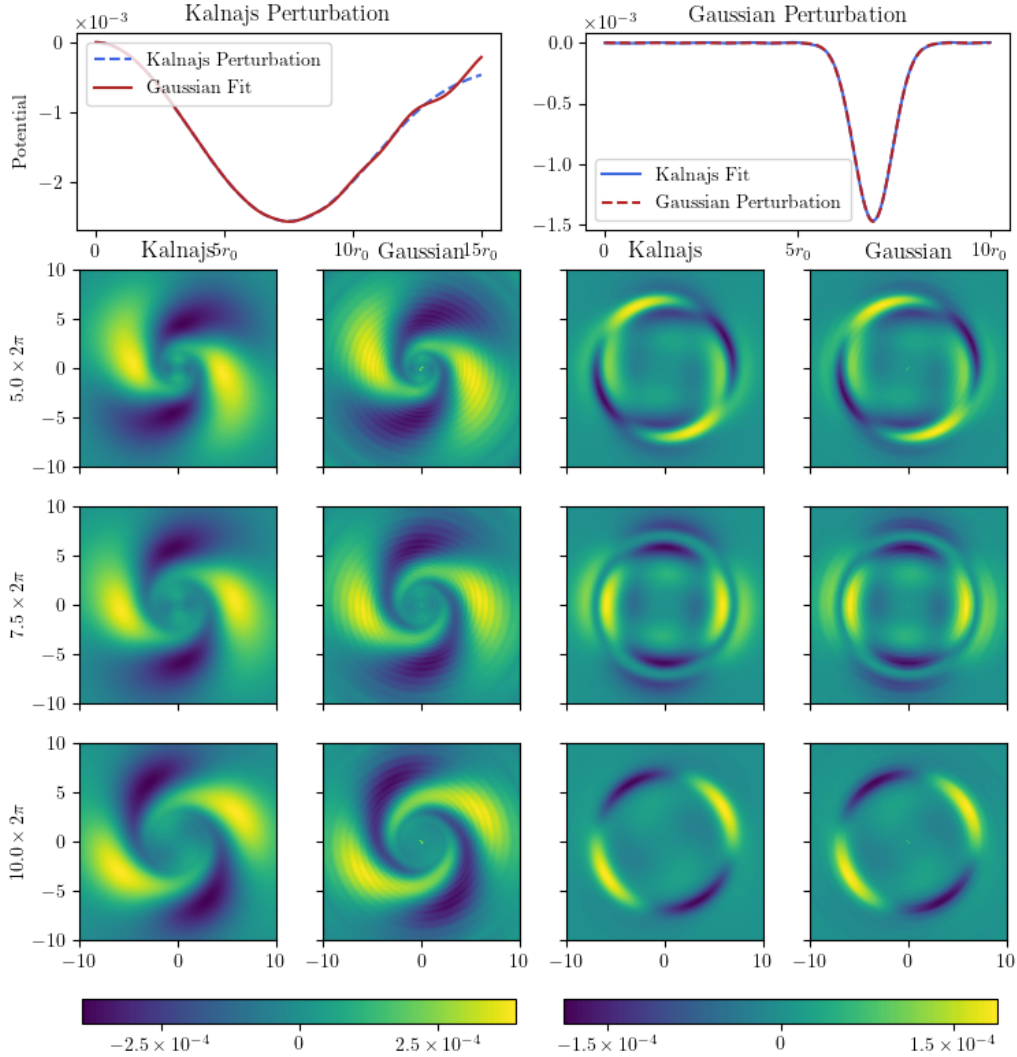 Kalnajs Perturbation
×10⁻³
0
−1
−2
Potential
Kalnajs Perturbation
Gaussian Fit
0
5r₀
10r₀
15r₀
Gaussian Perturbation
×10⁻³
0.0
−0.5
−1.0
−1.5
Kalnajs Fit
Gaussian Perturbation
0
5r₀
10r₀
Kalnajs
Gaussian
Kalnajs
Gaussian
5.0 × 2π
10
5
0
−5
−10
7.5 × 2π
10
5
0
−5
−10
10.0 × 2π
10
5
0
−5
−10
−10 0 10
−10 0 10
−2.5 × 10⁻⁴ 0 2.5 × 10⁻⁴
−1.5 × 10⁻⁴ 0 1.5 × 10⁻⁴